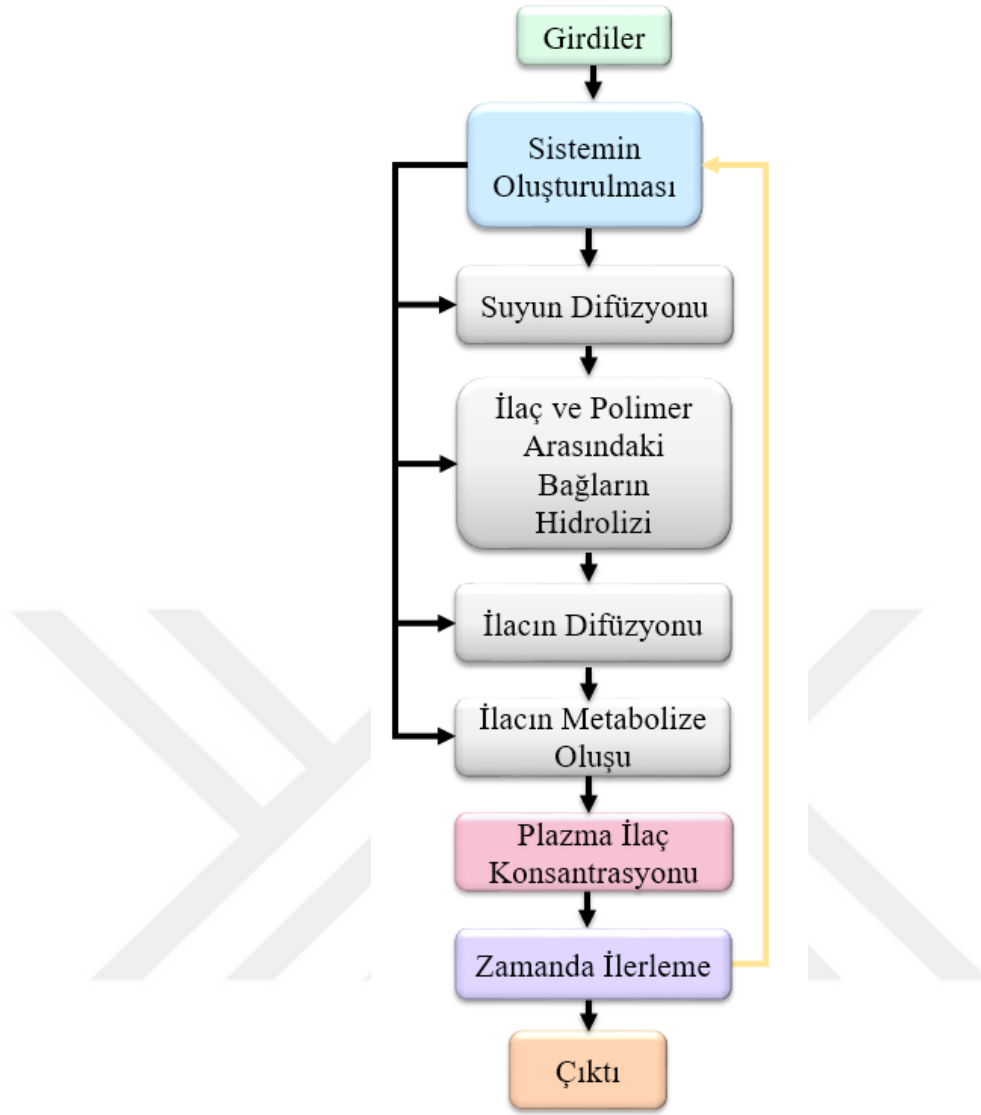 Girdiler
Sistemin
Oluşturulması
Suyun Difüzyonu
İlaç ve Polimer
Arasındaki
Bağların
Hidrolizi
İlacın Difüzyonu
İlacın Metabolize
Oluşu
Plazma İlaç
Konsantrasyonu
Zamanda İlerleme
Çıktı